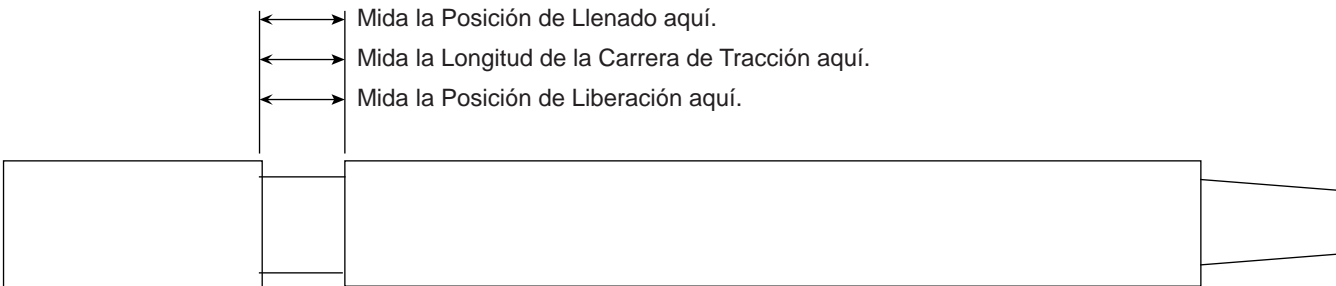 Mida la Posición de Llenado aquí.
Mida la Longitud de la Carrera de Tracción aquí.
Mida la Posición de Liberación aquí.